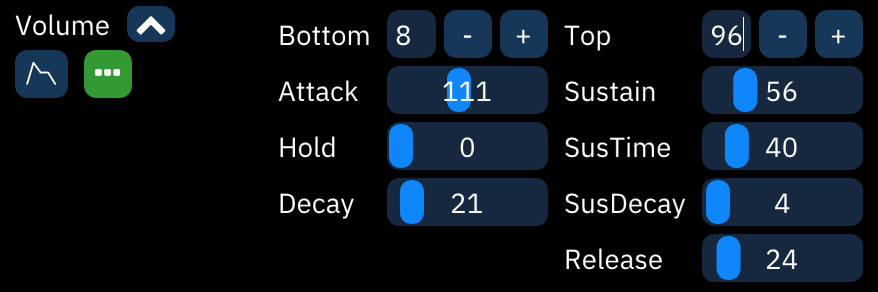 Volume
Bottom 8 - + Top 96 - +
Attack 111 Sustain 56
Hold 0 SusTime 40
Decay 21 SusDecay 4
Release 24